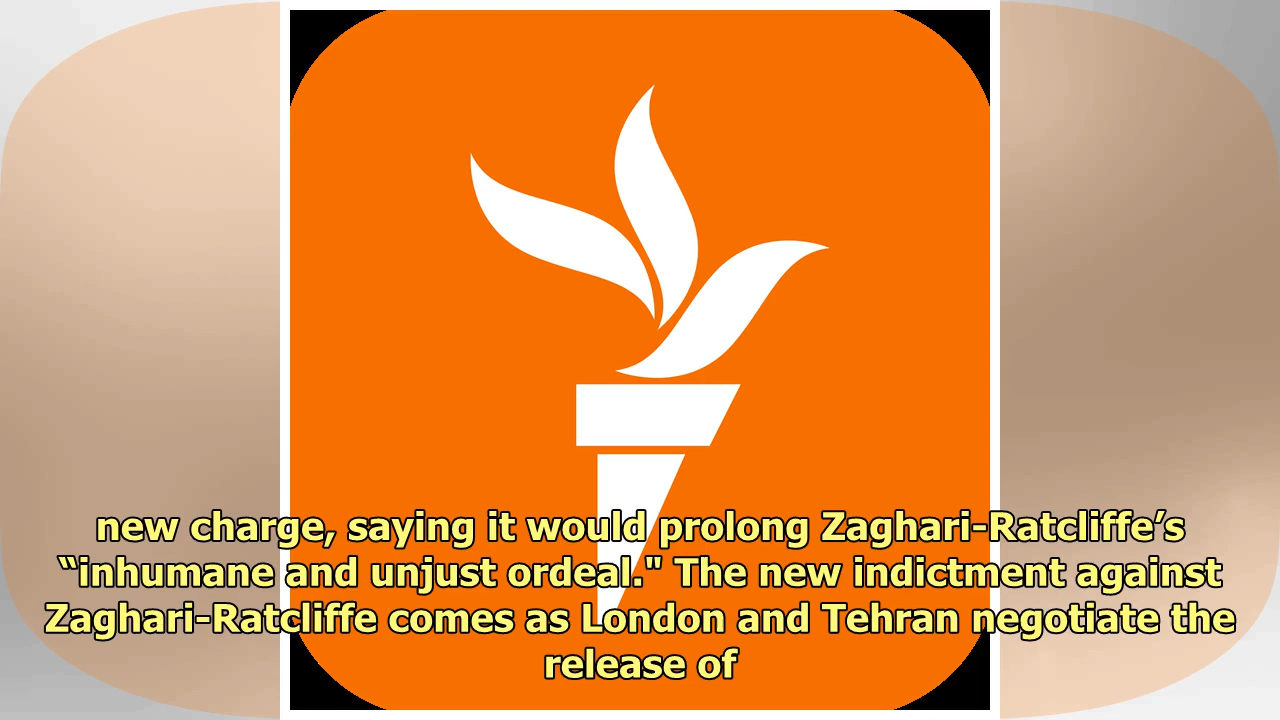 new charge, saying it would prolong Zaghari-Ratcliffe’s
“inhumane and unjust ordeal." The new indictment against
Zaghari-Ratcliffe comes as London and Tehran negotiate the
release of